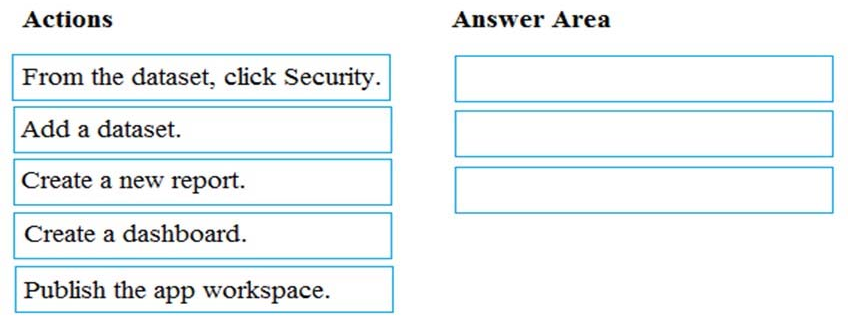 Actions
Answer Area
From the dataset, click Security.
Add a dataset.
Create a new report.
Create a dashboard.
Publish the app workspace.